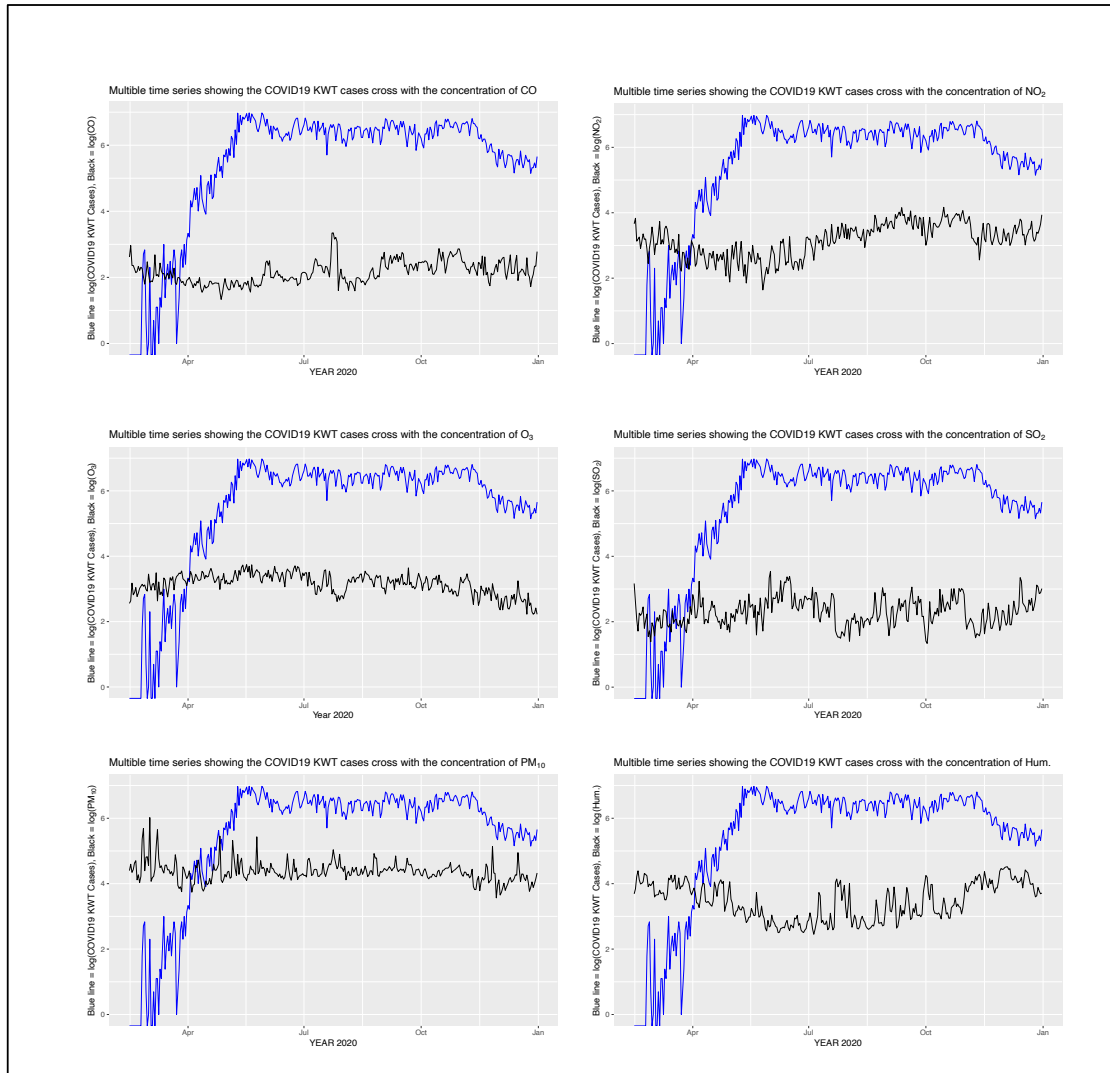 Multible time series showing the COVID19 KWT cases cross with the concentration of CO
Blue line = log(COVID19 KWT Cases), Black = log(CO)
6
4
2
0
Apr
Jul
Oct
Jan
YEAR 2020
Multible time series showing the COVID19 KWT cases cross with the concentration of NO₂
Blue line = log(COVID19 KWT Cases), Black = log(NO₂)
6
4
2
0
Apr
Jul
Oct
Jan
YEAR 2020
Multible time series showing the COVID19 KWT cases cross with the concentration of O₃
Blue line = log(COVID19 KWT Cases), Black = log(O₃)
6
4
2
0
Apr
Jul
Oct
Jan
Year 2020
Multible time series showing the COVID19 KWT cases cross with the concentration of SO₂
Blue line = log(COVID19 KWT Cases), Black = log(SO₂)
6
4
2
0
Apr
Jul
Oct
Jan
YEAR 2020
Multible time series showing the COVID19 KWT cases cross with the concentration of PM₁₀
Blue line = log(COVID19 KWT Cases), Black = log(PM₁₀)
6
4
2
0
Apr
Jul
Oct
Jan
YEAR 2020
Multible time series showing the COVID19 KWT cases cross with the concentration of Hum.
Blue line = log(COVID19 KWT Cases), Black = log(Hum.)
6
4
2
0
Apr
Jul
Oct
Jan
YEAR 2020